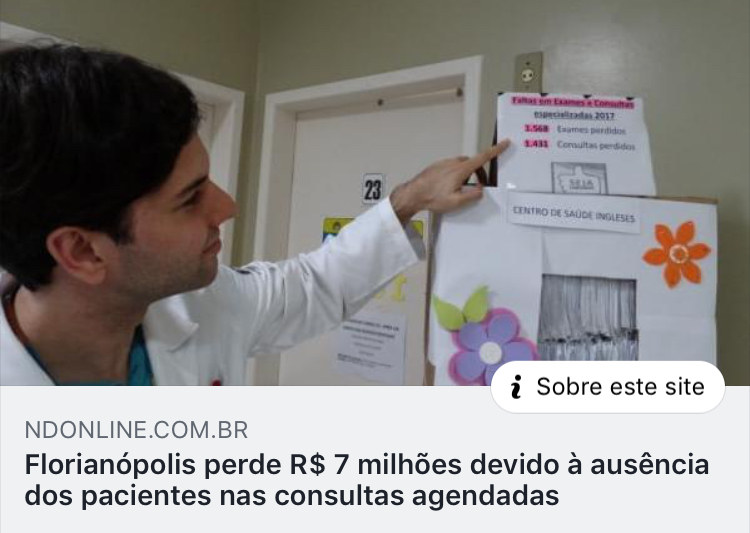 Faltas em Exames e Consultas
especializadas 2017
1.568 Exames perdidos
1.431 Consultas perdidos
SEJA
23
CENTRO DE SAÚDE INGLESES
i Sobre este site
NDONLINE.COM.BR
Florianópolis perde R$ 7 milhões devido à ausência
dos pacientes nas consultas agendadas